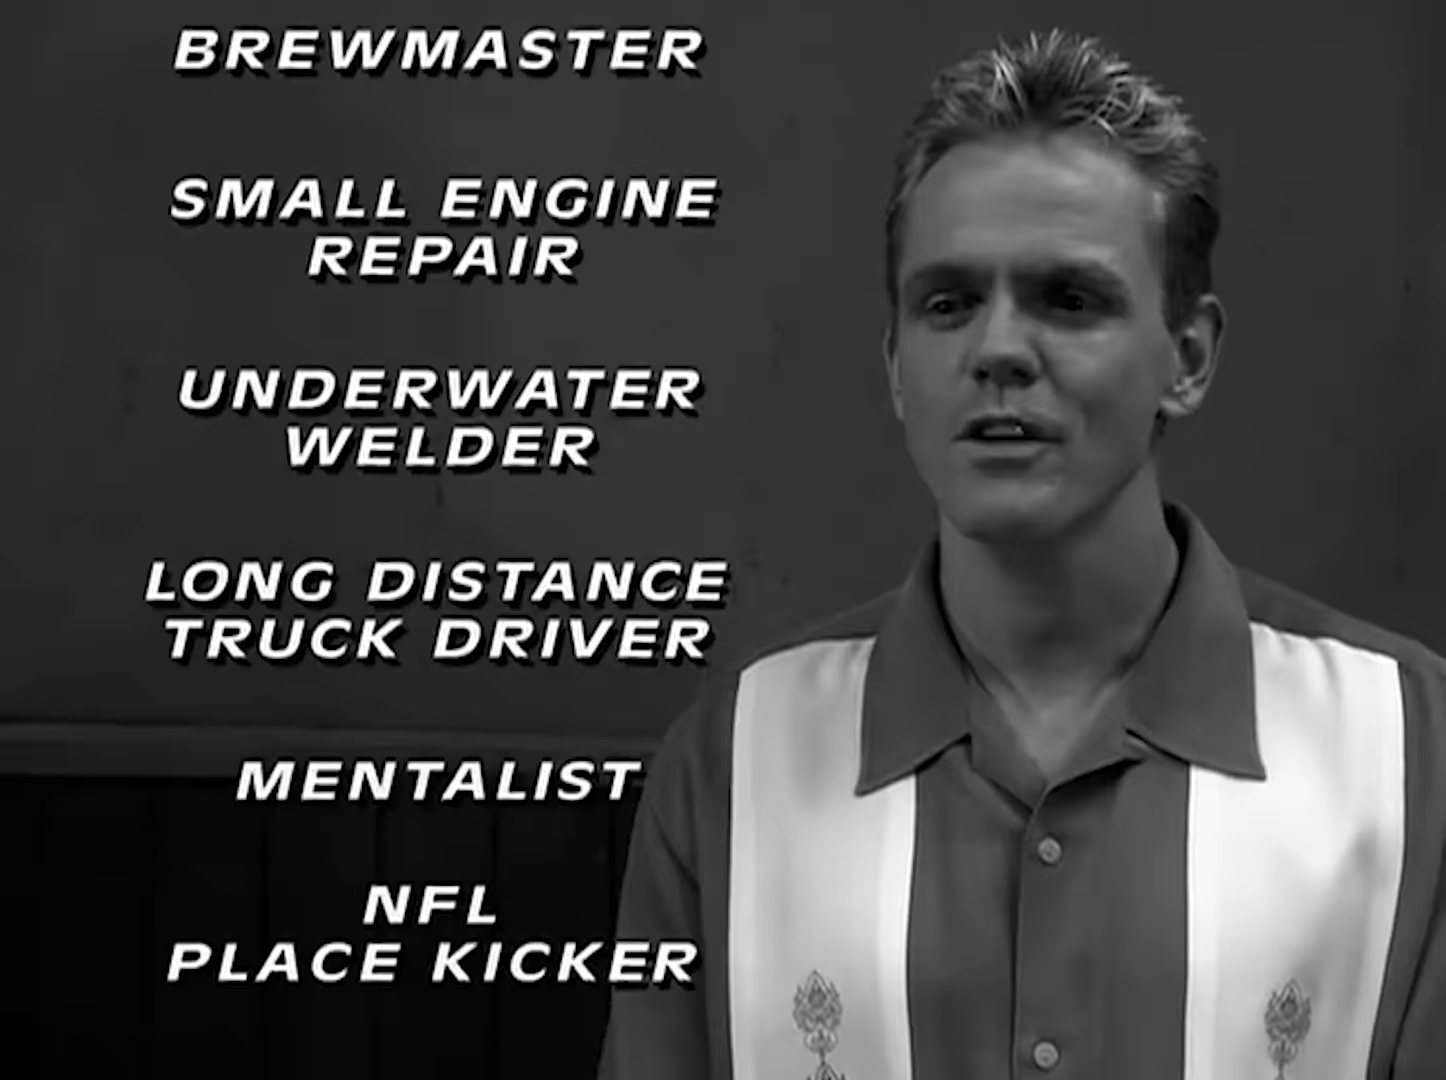 BREWMASTER
SMALL ENGINE
REPAIR
UNDERWATER
WELDER
LONG DISTANCE
TRUCK DRIVER
MENTALIST
NFL
PLACE KICKER